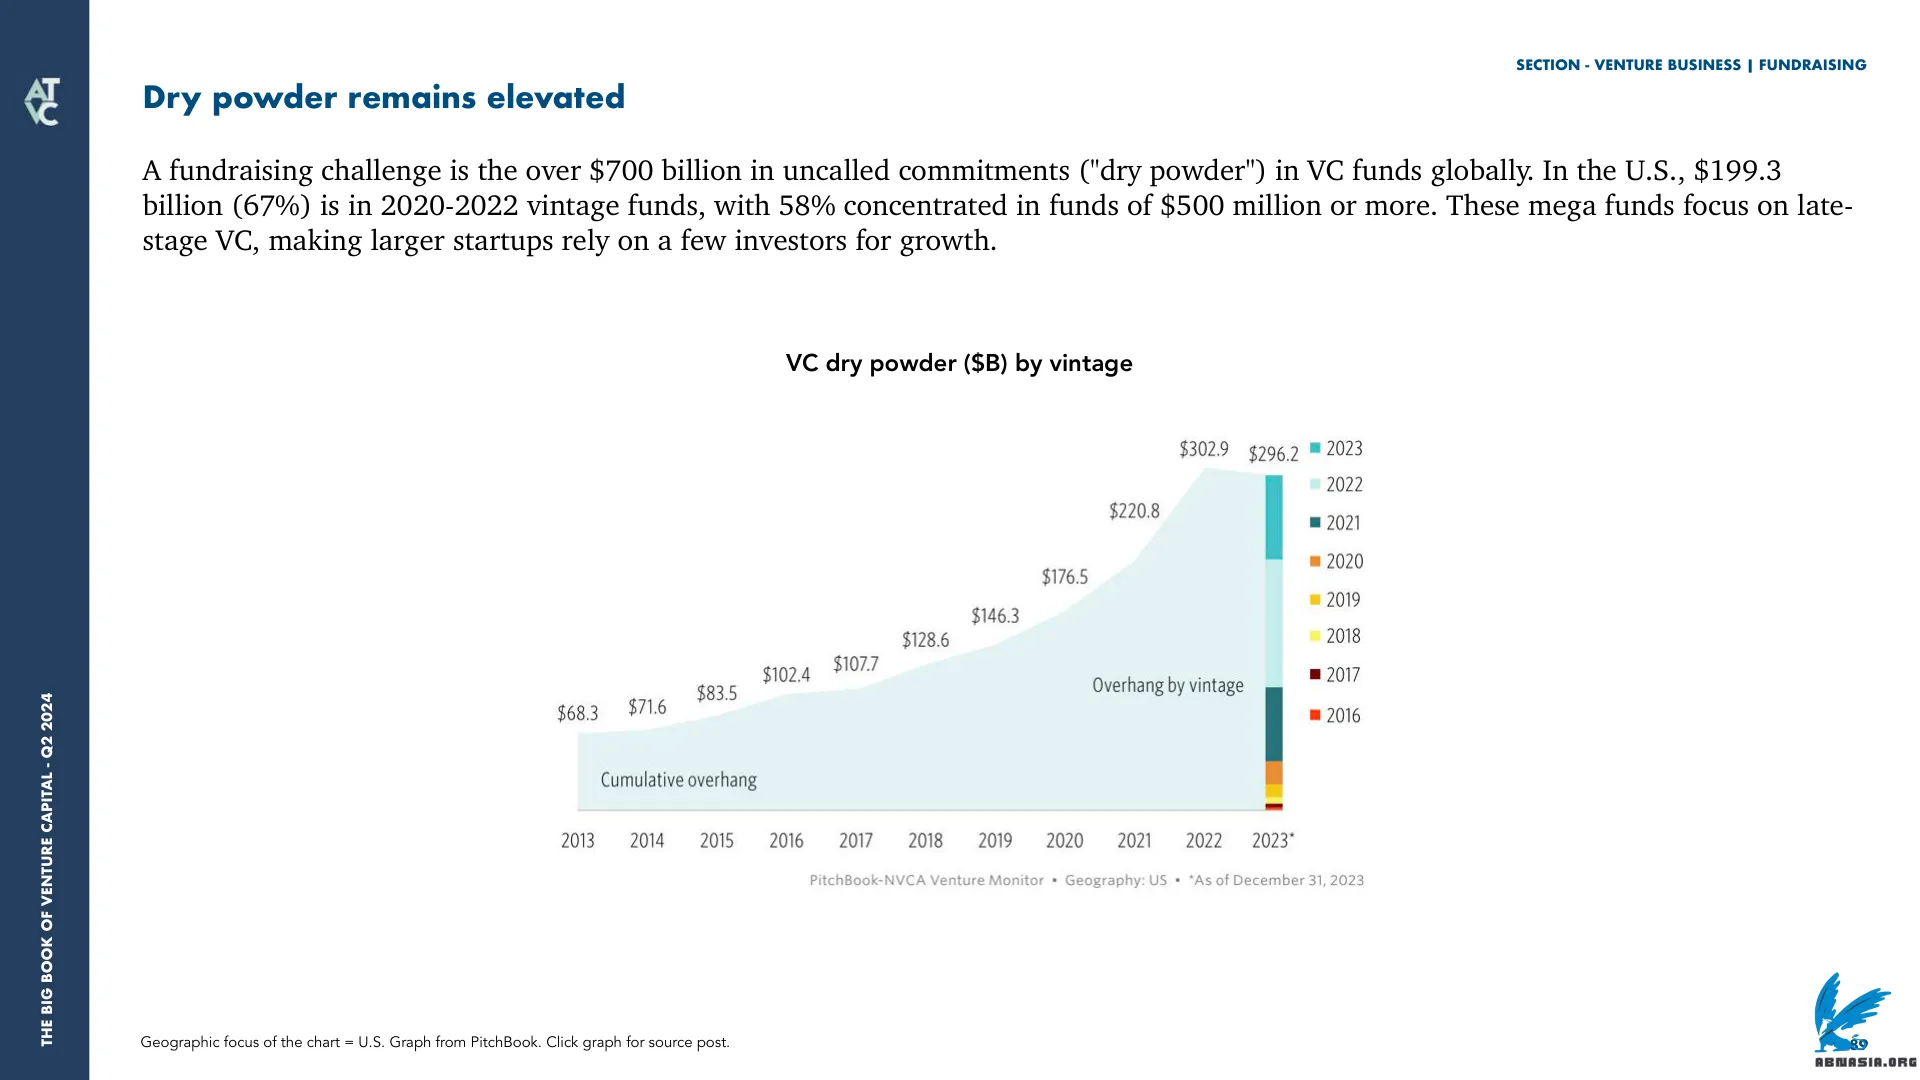 AT
VC
SECTION - VENTURE BUSINESS | FUNDRAISING
Dry powder remains elevated
A fundraising challenge is the over $700 billion in uncalled commitments ("dry powder") in VC funds globally. In the U.S., $199.3
billion (67%) is in 2020-2022 vintage funds, with 58% concentrated in funds of $500 million or more. These mega funds focus on late-
stage VC, making larger startups rely on a few investors for growth.
VC dry powder ($B) by vintage
$68.3
$71.6
$83.5
$102.4
$107.7
$128.6
$146.3
$176.5
$220.8
$302.9
$296.2
2023
2022
2021
2020
2019
2018
2017
2016
Overhang by vintage
Cumulative overhang
2013 2014 2015 2016 2017 2018 2019 2020 2021 2022 2023*
PitchBook-NVCA Venture Monitor • Geography: US • *As of December 31, 2023
THE BIG BOOK OF VENTURE CAPITAL - Q2 2024
Geographic focus of the chart = U.S. Graph from PitchBook. Click graph for source post.
89
ABNASIA.ORG